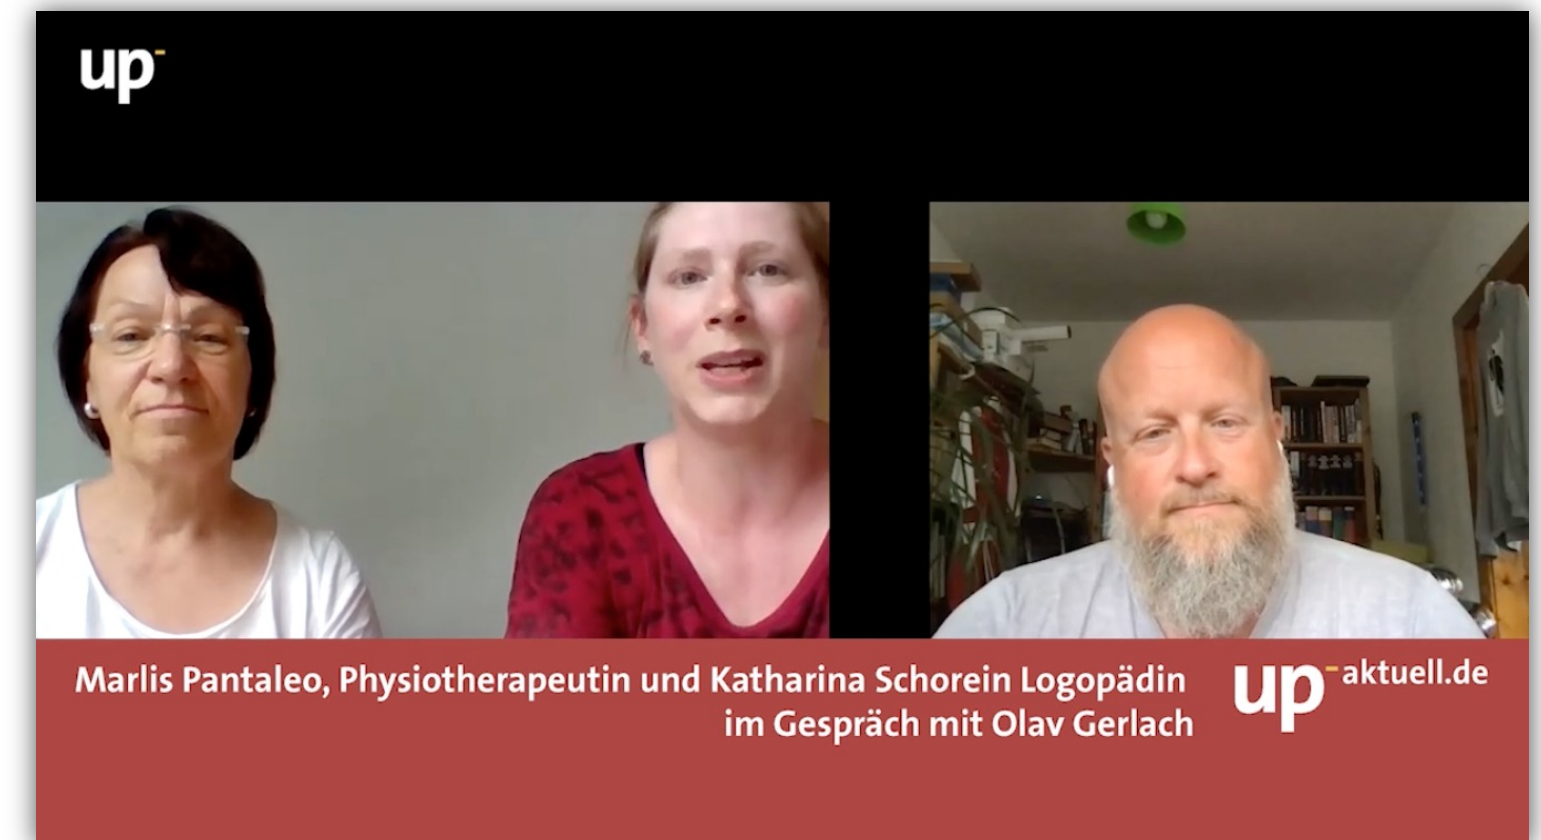 up-
Marlis Pantaleo, Physiotherapeutin und Katharina Schorein Logopädin
im Gespräch mit Olav Gerlach
up-aktuell.de